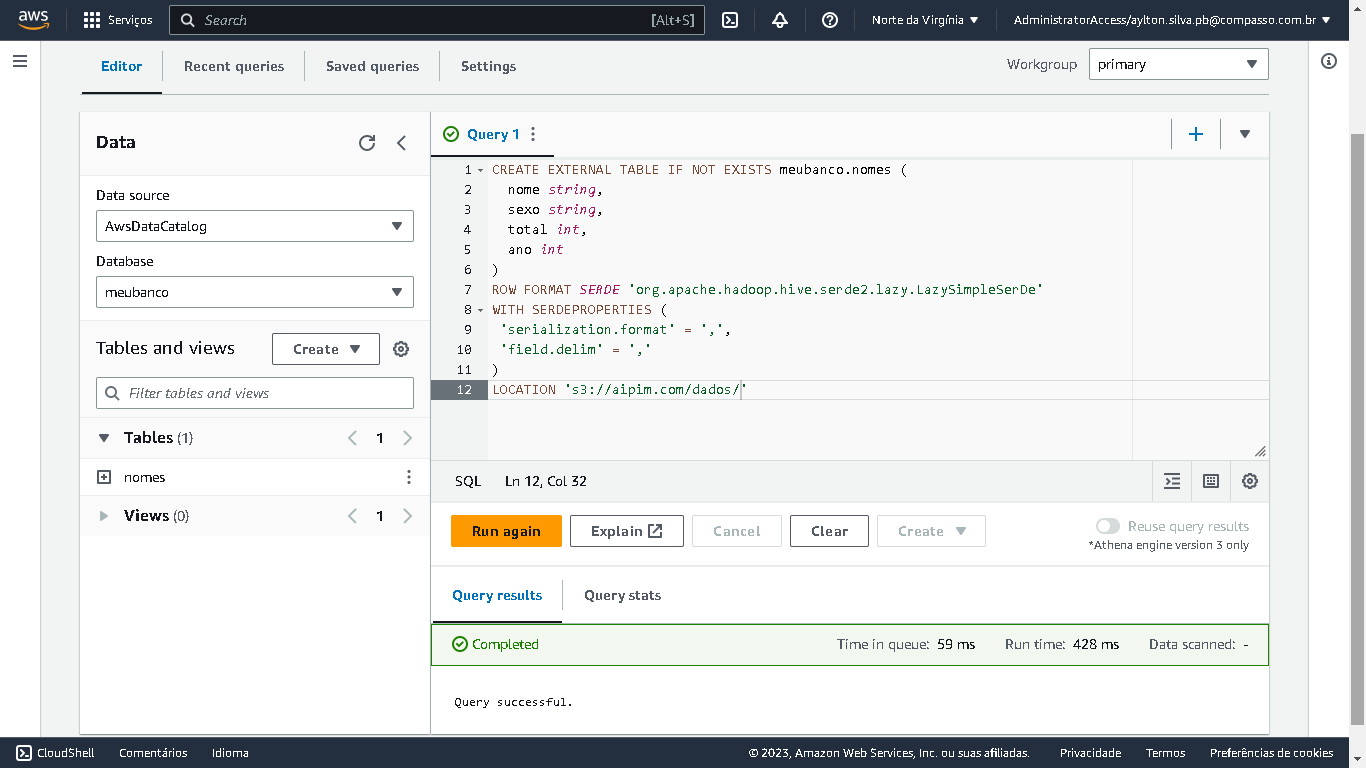 aws
Serviços
Search
[Alt+S]
Norte da Virgínia
AdministratorAccess/aylton.silva.pb@compasso.com.br
Editor
Recent queries
Saved queries
Settings
Workgroup
primary
Data
Data source
AwsDataCatalog
Database
meubanco
Tables and views
Create
Filter tables and views
Tables (1)
1
nomes
Views (0)
1
Query 1
1 CREATE EXTERNAL TABLE IF NOT EXISTS meubanco.nomes (
2 nome string,
3 sexo string,
4 total int,
5 ano int
6 )
7 ROW FORMAT SERDE 'org.apache.hadoop.hive.serde2.lazy.LazySimpleSerDe'
8 WITH SERDEPROPERTIES (
9 'serialization.format' = ',',
10 'field.delim' = ','
11 )
12 LOCATION 's3://aipim.com/dados/'
SQL
Ln 12, Col 32
Run again
Explain
Cancel
Clear
Create
Reuse query results
*Athena engine version 3 only
Query results
Query stats
Completed
Time in queue: 59 ms
Run time: 428 ms
Data scanned: -
Query successful.
CloudShell
Comentários
Idioma
© 2023, Amazon Web Services, Inc. ou suas afiliadas.
Privacidade
Termos
Preferências de cookies